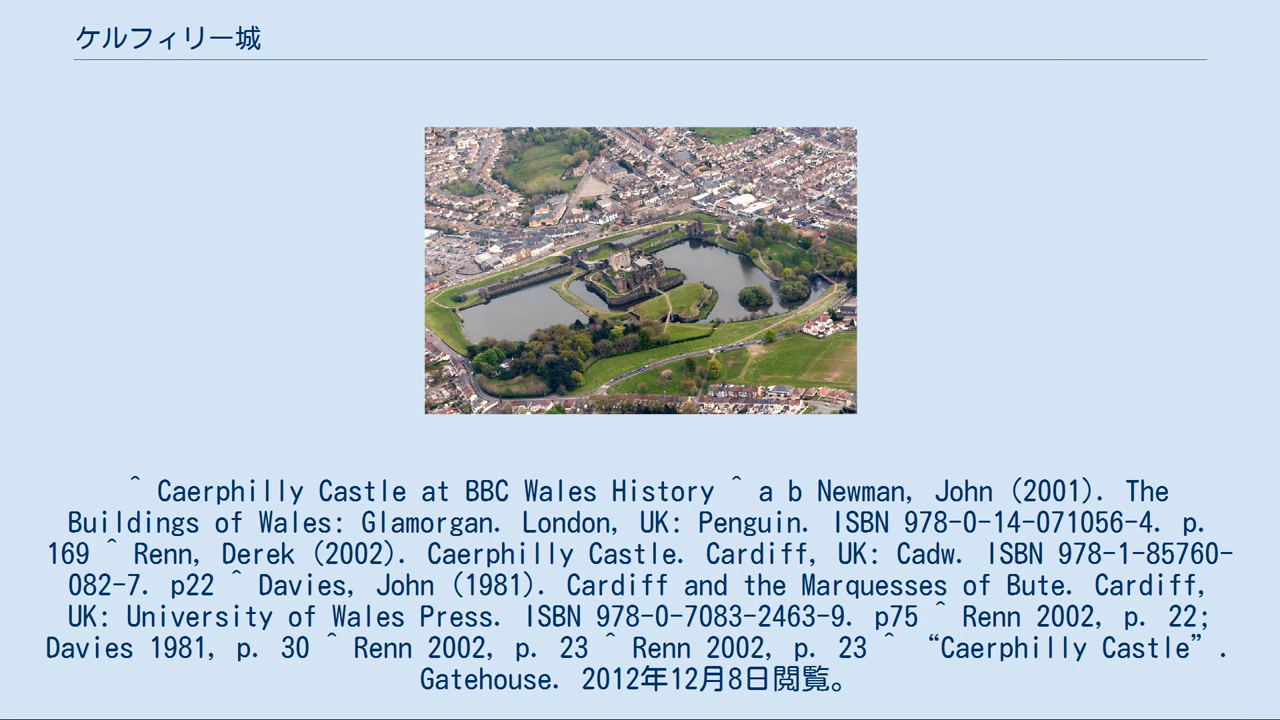 ケルフィリー城
^ Caerphilly Castle at BBC Wales History ^ a b Newman, John (2001). The
Buildings of Wales: Glamorgan. London, UK: Penguin. ISBN 978-0-14-071056-4. p.
169 ^ Renn, Derek (2002). Caerphilly Castle. Cardiff, UK: Cadw. ISBN 978-1-85760-
082-7. p22 ^ Davies, John (1981). Cardiff and the Marquesses of Bute. Cardiff,
UK: University of Wales Press. ISBN 978-0-7083-2463-9. p75 ^ Renn 2002, p. 22;
Davies 1981, p. 30 ^ Renn 2002, p. 23 ^ Renn 2002, p. 23 ^ “Caerphilly Castle”.
Gatehouse. 2012年12月8日閲覧。